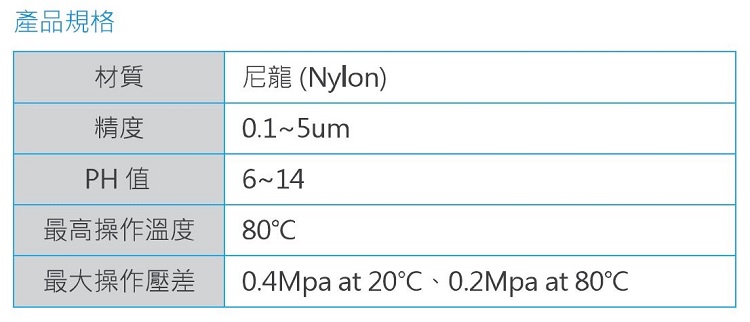 產品規格
材質 尼龍 (Nylon)
精度 0.1~5um
PH 值 6~14
最高操作溫度 80℃
最大操作壓差 0.4Mpa at 20℃、0.2Mpa at 80℃